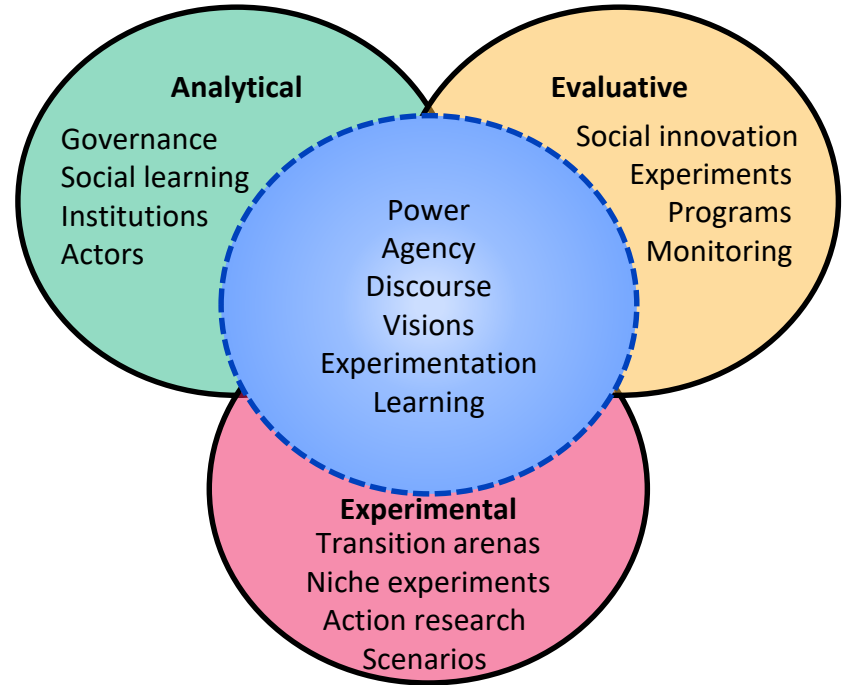 Analytical
Governance
Social learning
Institutions
Actors
Evaluative
Social innovation
Experiments
Programs
Monitoring
Power
Agency
Discourse
Visions
Experimentation
Learning
Experimental
Transition arenas
Niche experiments
Action research
Scenarios